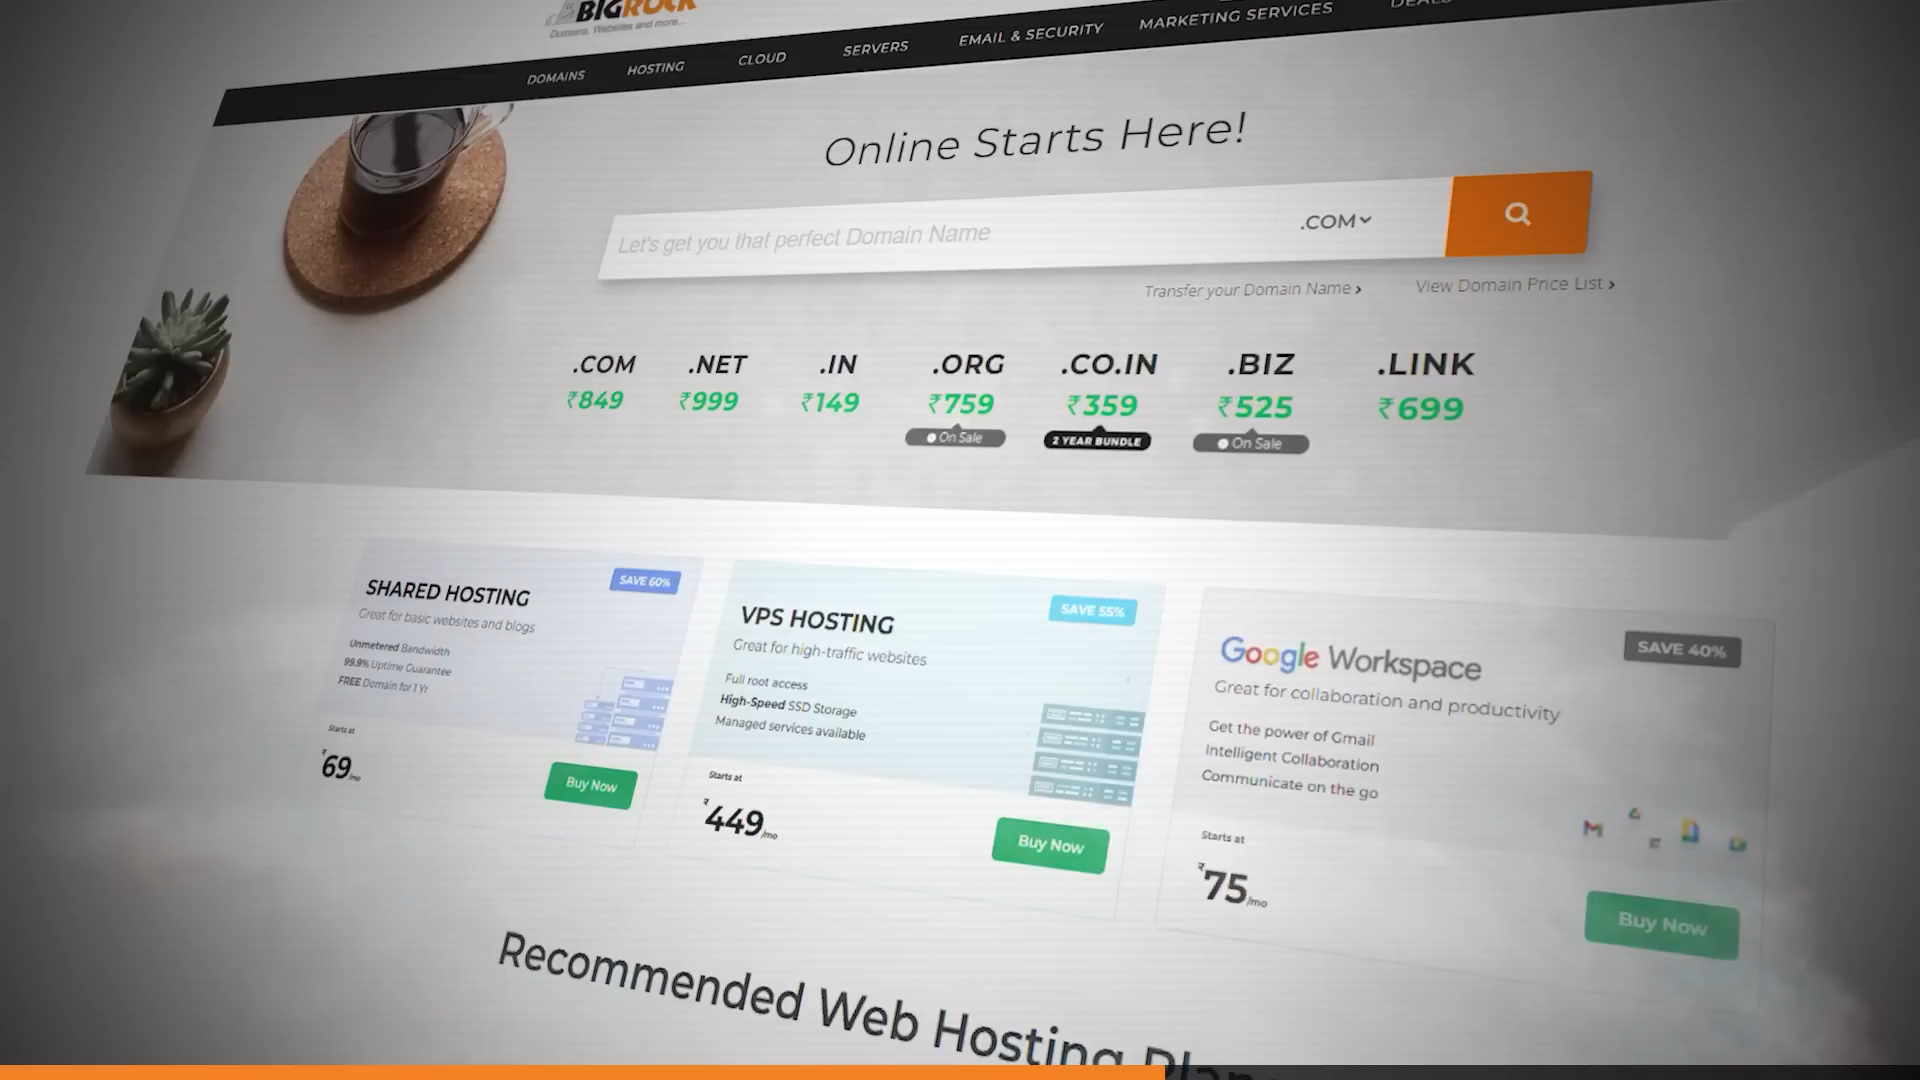 BIGROCK
Domains, Websites and more...
DOMAINS HOSTING CLOUD SERVERS EMAIL & SECURITY MARKETING SERVICES DEALS
Online Starts Here!
Let's get you that perfect Domain Name .COM
Transfer your Domain Name › View Domain Price List ›
.COM .NET .IN .ORG .CO.IN .BIZ .LINK
₹849 ₹999 ₹149 ₹759 ₹359 ₹525 ₹699
On Sale 2 YEAR BUNDLE On Sale
SHARED HOSTING SAVE 60%
Great for basic websites and blogs
Unmetered Bandwidth
99.9% Uptime Guarantee
FREE Domain for 1 Yr
Starts at
₹69/mo
Buy Now
VPS HOSTING SAVE 55%
Great for high-traffic websites
Full root access
High-Speed SSD Storage
Managed services available
Starts at
₹449/mo
Buy Now
Google Workspace SAVE 40%
Great for collaboration and productivity
Get the power of Gmail
Intelligent Collaboration
Communicate on the go
Starts at
₹75/mo
Buy Now
Recommended Web Hosting Plans